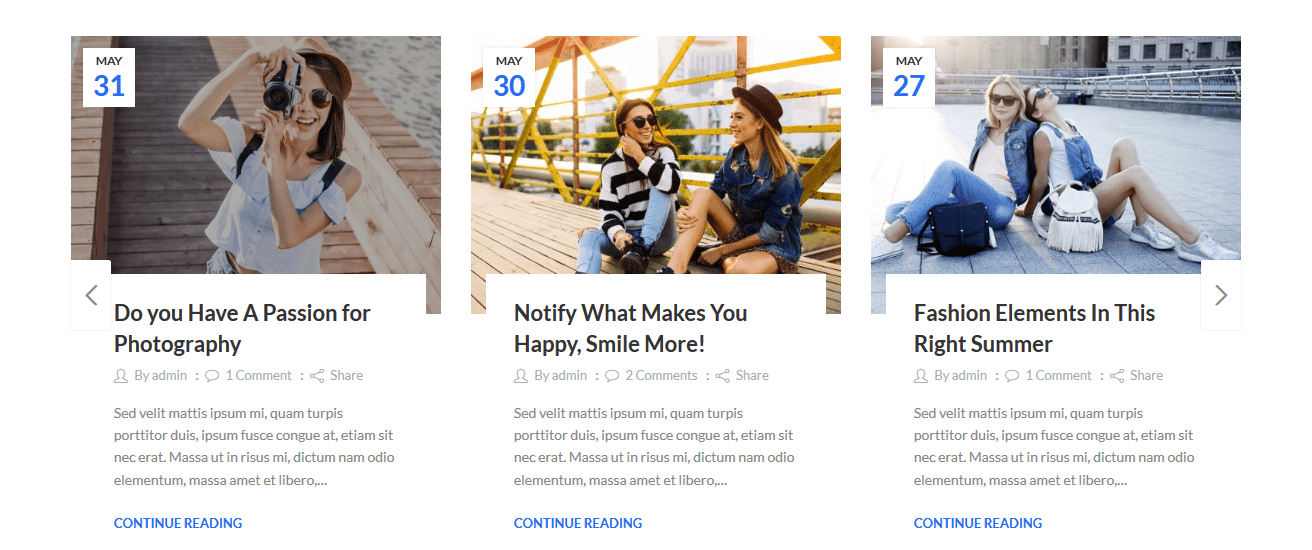 MAY
31
Do you Have A Passion for
Photography
By admin : 1 Comment : Share
Sed velit mattis ipsum mi, quam turpis
porttitor duis, ipsum fusce congue at, etiam sit
nec erat. Massa ut in risus mi, dictum nam odio
elementum, massa amet et libero,...
CONTINUE READING
MAY
30
Notify What Makes You
Happy, Smile More!
By admin : 2 Comments : Share
Sed velit mattis ipsum mi, quam turpis
porttitor duis, ipsum fusce congue at, etiam sit
nec erat. Massa ut in risus mi, dictum nam odio
elementum, massa amet et libero,...
CONTINUE READING
MAY
27
Fashion Elements In This
Right Summer
By admin : 1 Comment : Share
Sed velit mattis ipsum mi, quam turpis
porttitor duis, ipsum fusce congue at, etiam sit
nec erat. Massa ut in risus mi, dictum nam odio
elementum, massa amet et libero,...
CONTINUE READING